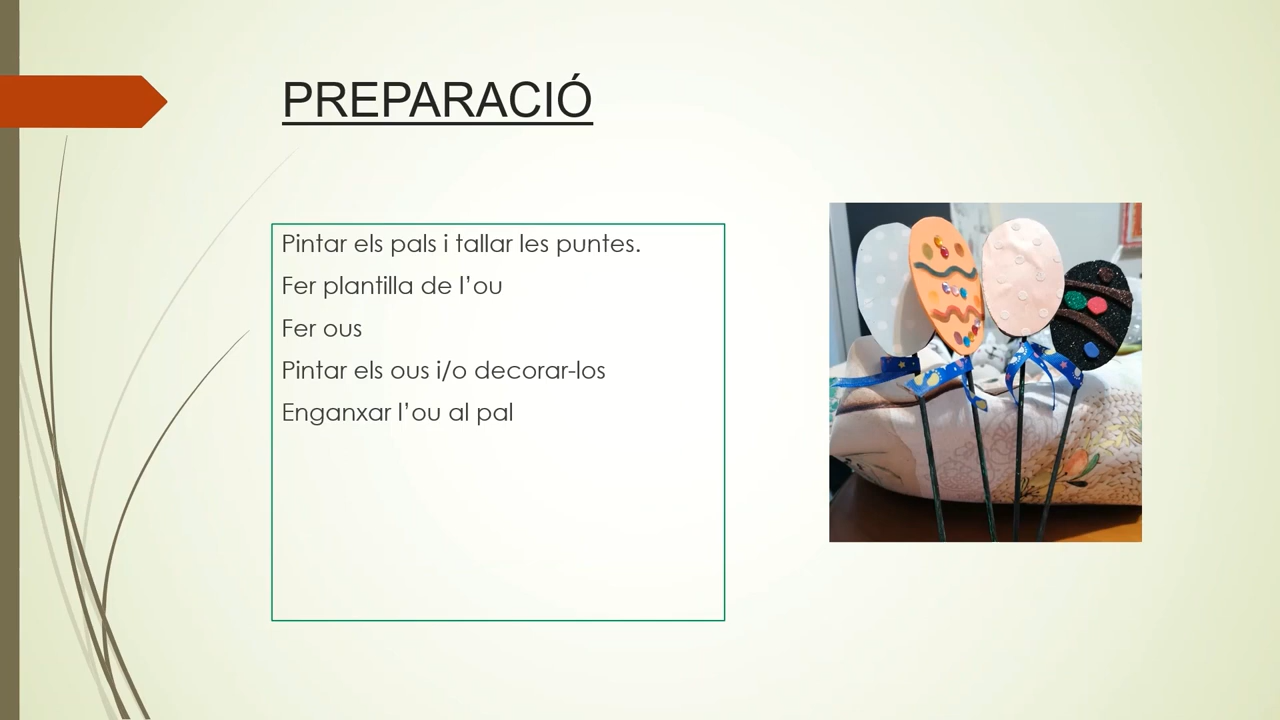 PREPARACIÓ
Pintar els pals i tallar les puntes.
Fer plantilla de l’ou
Fer ous
Pintar els ous i/o decorar-los
Enganxar l’ou al pal